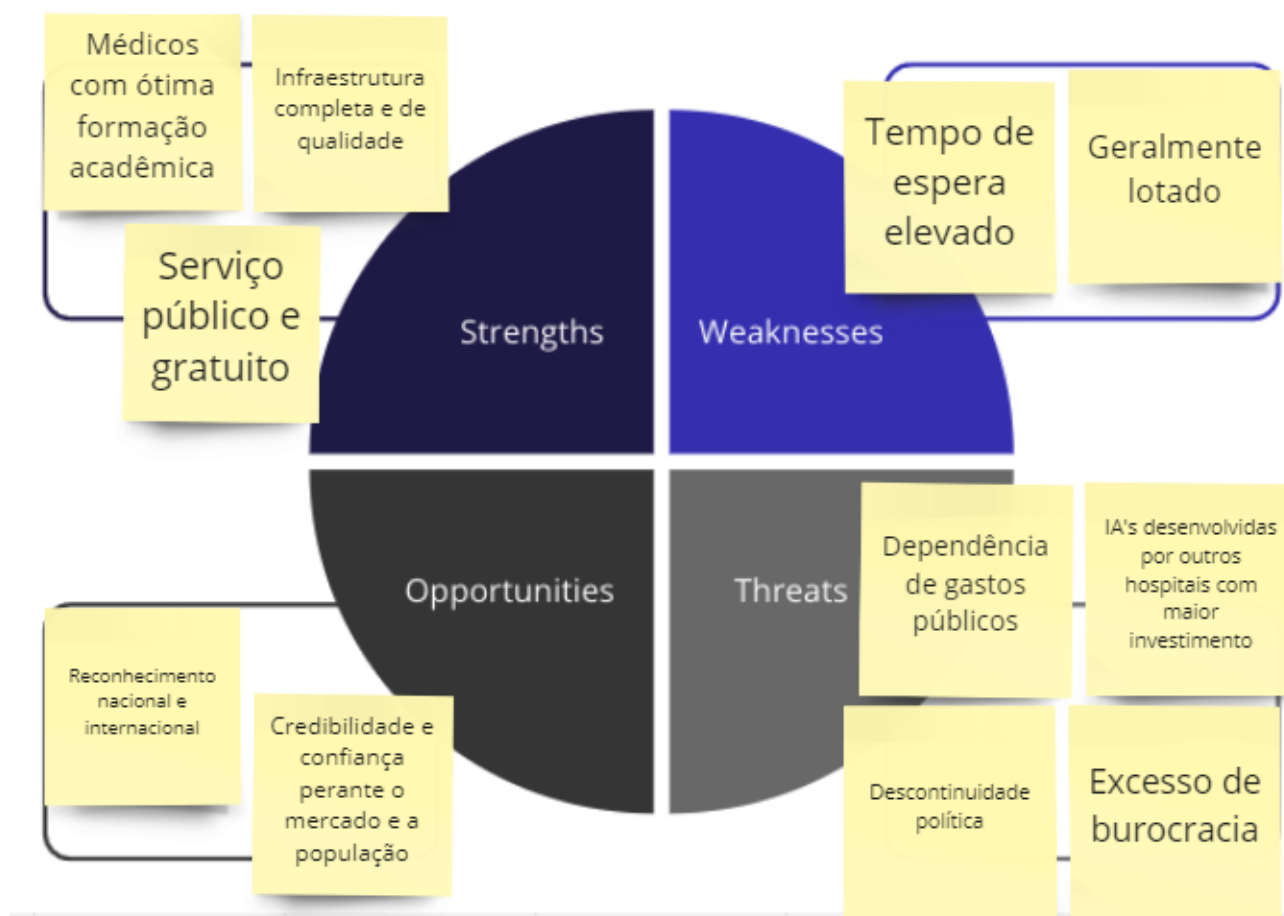 Médicos
com ótima
formação
acadêmica
Infraestrutura
completa e de
qualidade
Serviço
público e
gratuito
Strengths
Tempo de
espera
elevado
Geralmente
lotado
Weaknesses
Opportunities
Reconhecimento
nacional e
internacional
Credibilidade e
confiança
perante o
mercado e a
população
Threats
Dependência
de gastos
públicos
IA's desenvolvidas
por outros
hospitais com
maior
investimento
Descontinuidade
política
Excesso de
burocracia